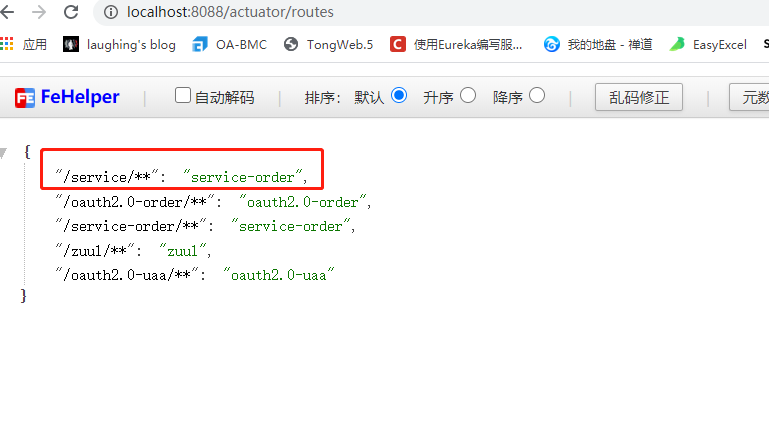 localhost:8088/actuator/routes
应用 laughing's blog OA-BMC TongWeb.5 使用Eureka编写服... 我的地盘 - 禅道 EasyExcel
FeHelper | 自动解码 | 排序: 默认 升序 降序 | 乱码修正 | 元数
{
"/service/**": "service-order",
"/oauth2.0-order/**": "oauth2.0-order",
"/service-order/**": "service-order",
"/zuul/**": "zuul",
"/oauth2.0-uaa/**": "oauth2.0-uaa"
}